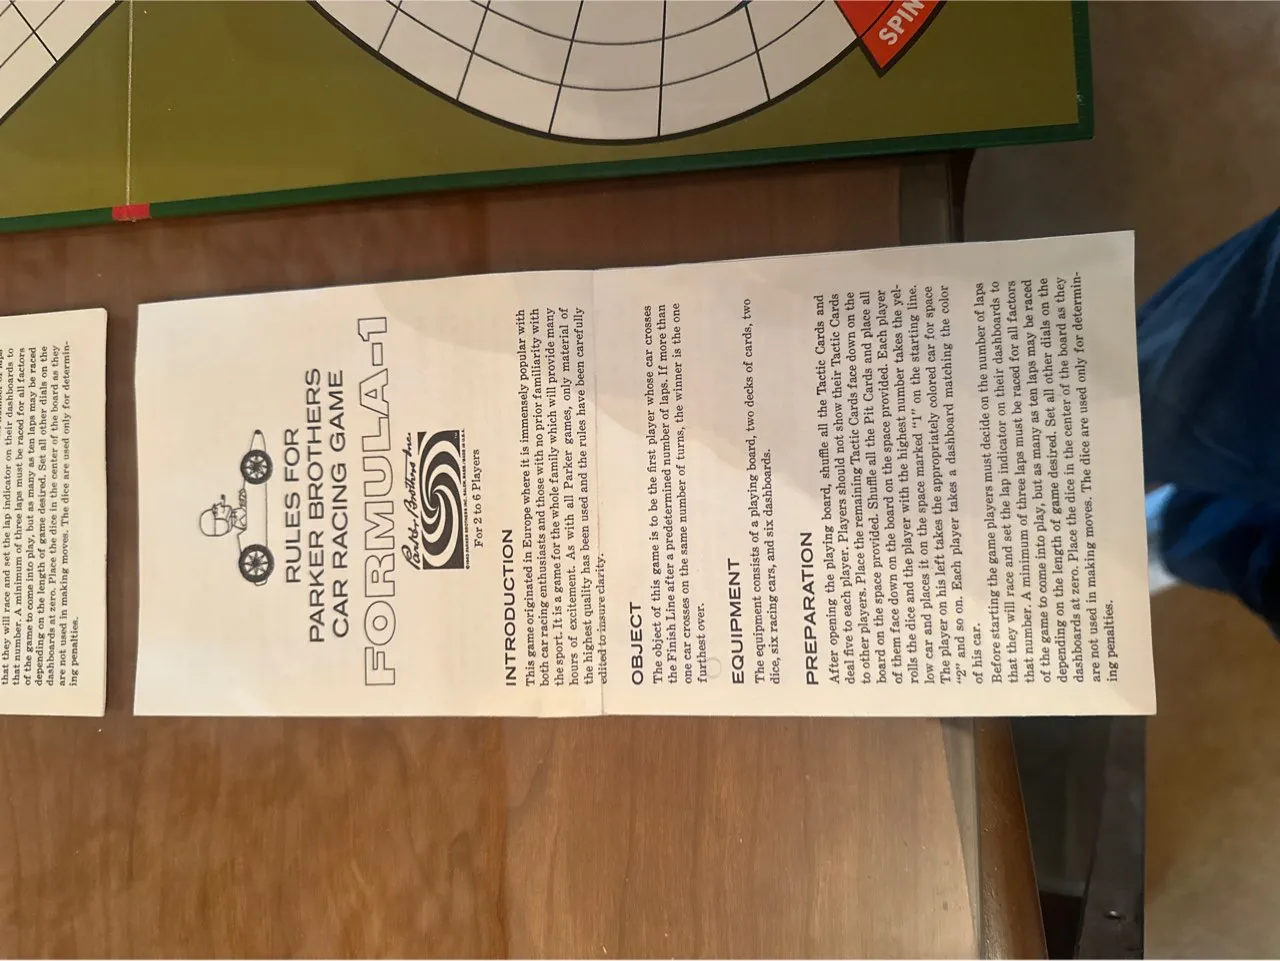 SPIN
that they will race and set the lap indicator on their dashboards to
that number. A minimum of three laps must be raced for all factors
of the game to come into play, but as many as ten laps may be raced
depending on the length of game desired. Set all other dials on the
dashboards at zero. Place the dice in the center of the board as they
are not used in making moves. The dice are used only for determin-
ing penalties.
RULES FOR
PARKER BROTHERS
CAR RACING GAME
FORMULA-1
Parker Brothers Inc.
For 2 to 6 Players
INTRODUCTION
This game originated in Europe where it is immensely popular with
both car racing enthusiasts and those with no prior familiarity with
the sport. It is a game for the whole family which will provide many
hours of excitement. As with all Parker games, only material of
the highest quality has been used and the rules have been carefully
edited to insure clarity.
OBJECT
The object of this game is to be the first player whose car crosses
the Finish Line after a predetermined number of laps. If more than
one car crosses on the same number of turns, the winner is the one
furthest over.
EQUIPMENT
The equipment consists of a playing board, two decks of cards, two
dice, six racing cars, and six dashboards.
PREPARATION
After opening the playing board, shuffle all the Tactic Cards and
deal five to each player. Players should not show their Tactic Cards
to other players. Place the remaining Tactic Cards face down on the
board on the space provided. Shuffle all the Pit Cards and place all
of them face down on the board on the space provided. Each player
rolls the dice and the player with the highest number takes the yel-
low car and places it on the space marked "1" on the starting line.
The player on his left takes the appropriately colored car for space
"2" and so on. Each player takes a dashboard matching the color
of his car.
Before starting the game players must decide on the number of laps
that they will race and set the lap indicator on their dashboards to
that number. A minimum of three laps must be raced for all factors
of the game to come into play, but as many as ten laps may be raced
depending on the length of game desired. Set all other dials on the
dashboards at zero. Place the dice in the center of the board as they
are not used in making moves. The dice are used only for determin-
ing penalties.